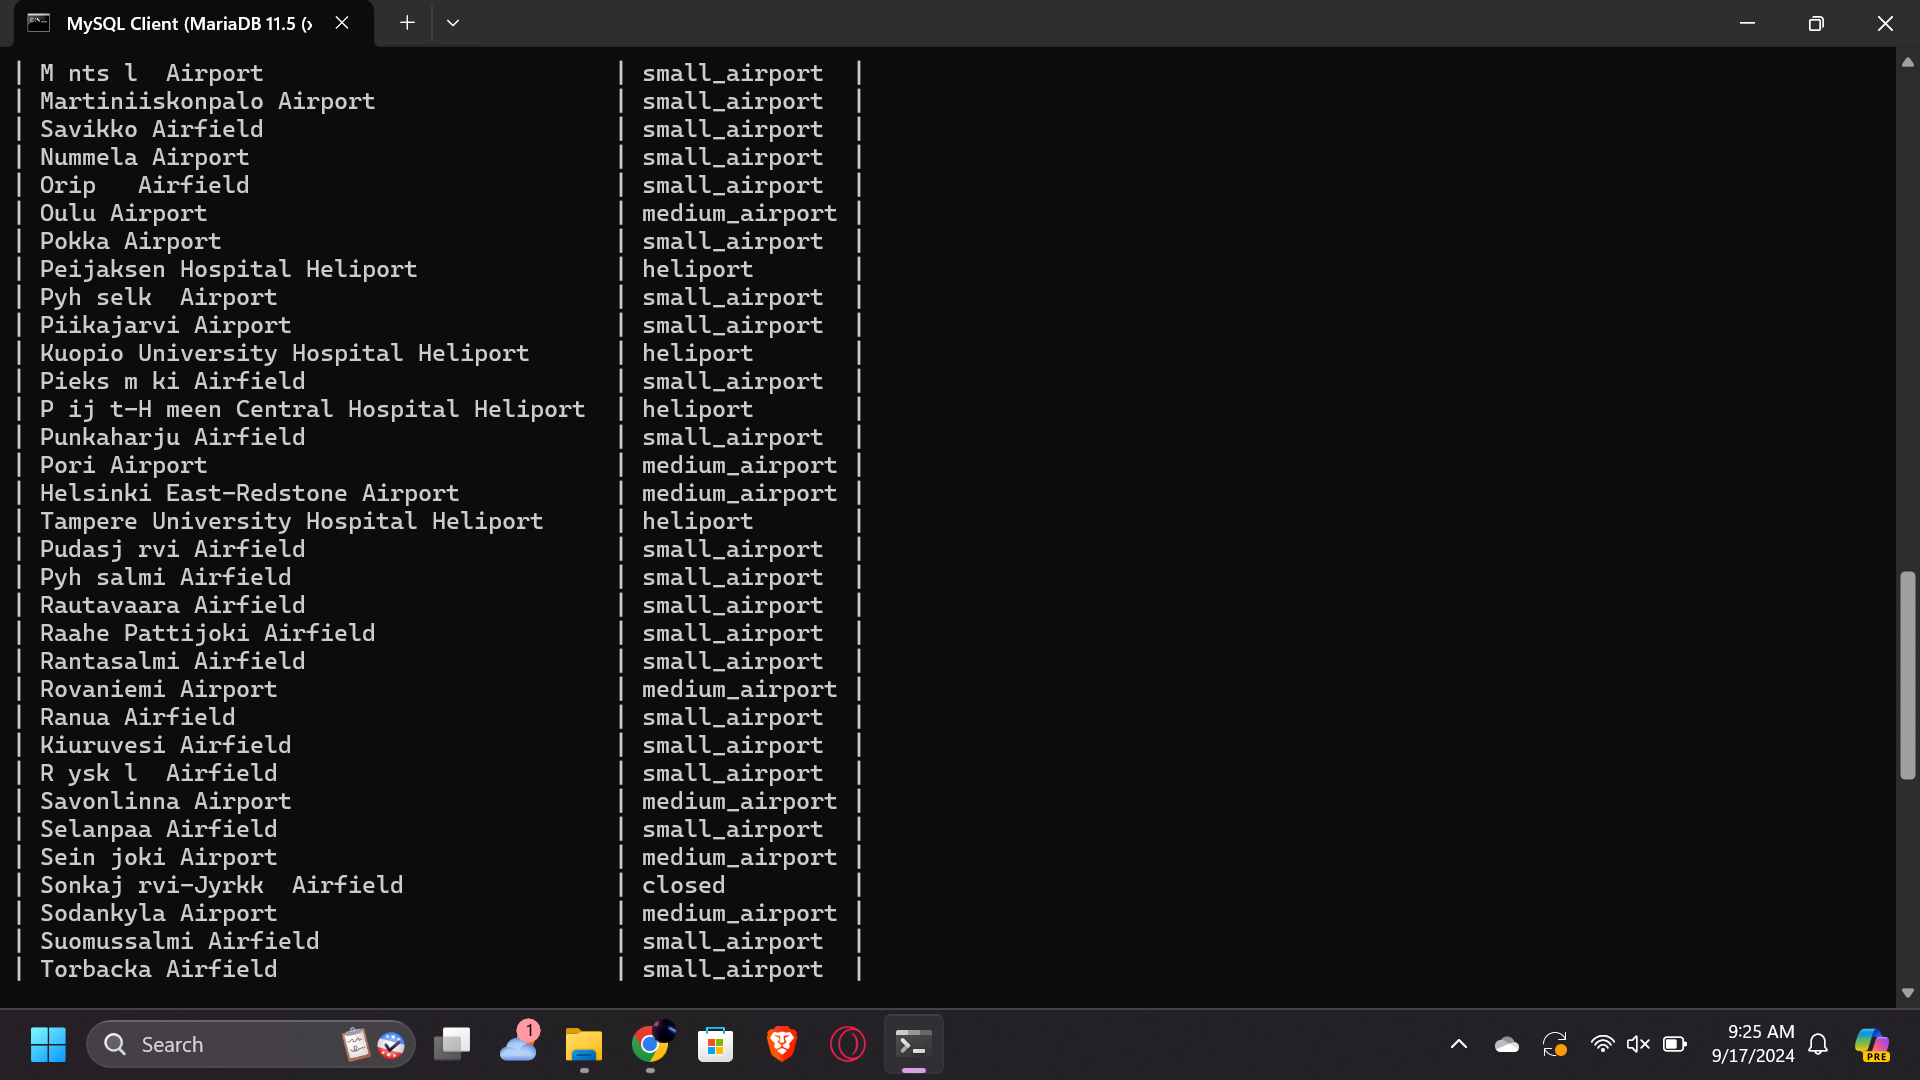 MySQL Client (MariaDB 11.5 (x
| M nts l  Airport | small_airport |
| Martiniiskonpalo Airport | small_airport |
| Savikko Airfield | small_airport |
| Nummela Airport | small_airport |
| Orip   Airfield | small_airport |
| Oulu Airport | medium_airport |
| Pokka Airport | small_airport |
| Peijaksen Hospital Heliport | heliport |
| Pyh selk  Airport | small_airport |
| Piikajarvi Airport | small_airport |
| Kuopio University Hospital Heliport | heliport |
| Pieks m ki Airfield | small_airport |
| P ij t-H meen Central Hospital Heliport | heliport |
| Punkaharju Airfield | small_airport |
| Pori Airport | medium_airport |
| Helsinki East-Redstone Airport | medium_airport |
| Tampere University Hospital Heliport | heliport |
| Pudasj rvi Airfield | small_airport |
| Pyh salmi Airfield | small_airport |
| Rautavaara Airfield | small_airport |
| Raahe Pattijoki Airfield | small_airport |
| Rantasalmi Airfield | small_airport |
| Rovaniemi Airport | medium_airport |
| Ranua Airfield | small_airport |
| Kiuruvesi Airfield | small_airport |
| R ysk l  Airfield | small_airport |
| Savonlinna Airport | medium_airport |
| Selanpaa Airfield | small_airport |
| Sein joki Airport | medium_airport |
| Sonkaj rvi-Jyrkk  Airfield | closed |
| Sodankyla Airport | medium_airport |
| Suomussalmi Airfield | small_airport |
| Torbacka Airfield | small_airport |
Search
1
9:25 AM
9/17/2024
PRE